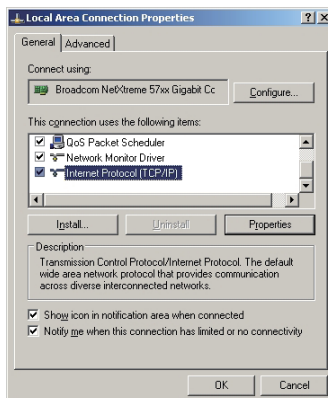 Local Area Connection Properties
General Advanced
Connect using:
Broadcom NetXtreme 57xx Gigabit Cc
Configure...
This connection uses the following items:
QoS Packet Scheduler
Network Monitor Driver
Internet Protocol (TCP/IP)
Install... Uninstall Properties
Description
Transmission Control Protocol/Internet Protocol. The default
wide area network protocol that provides communication
across diverse interconnected networks.
Show icon in notification area when connected
Notify me when this connection has limited or no connectivity
OK Cancel